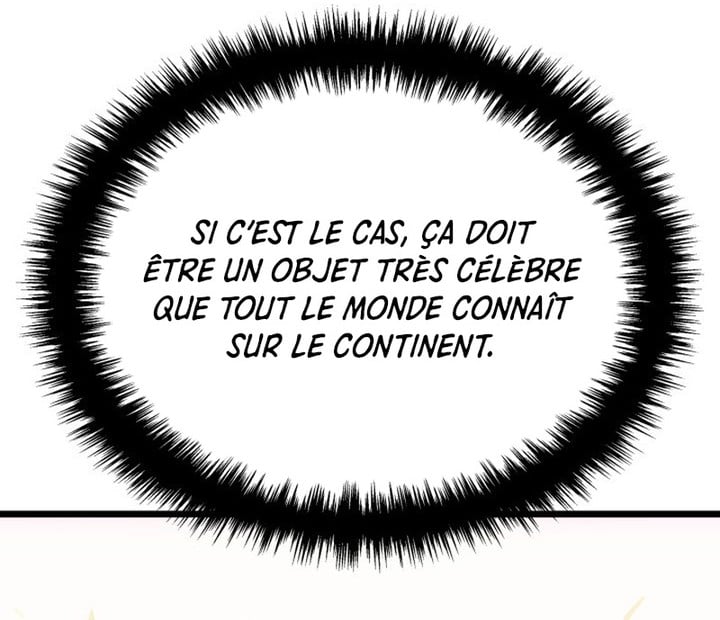 SI C'EST LE CAS, ÇA DOIT
ÊTRE UN OBJET TRÈS CÉLÈBRE
QUE TOUT LE MONDE CONNAÎT
SUR LE CONTINENT.